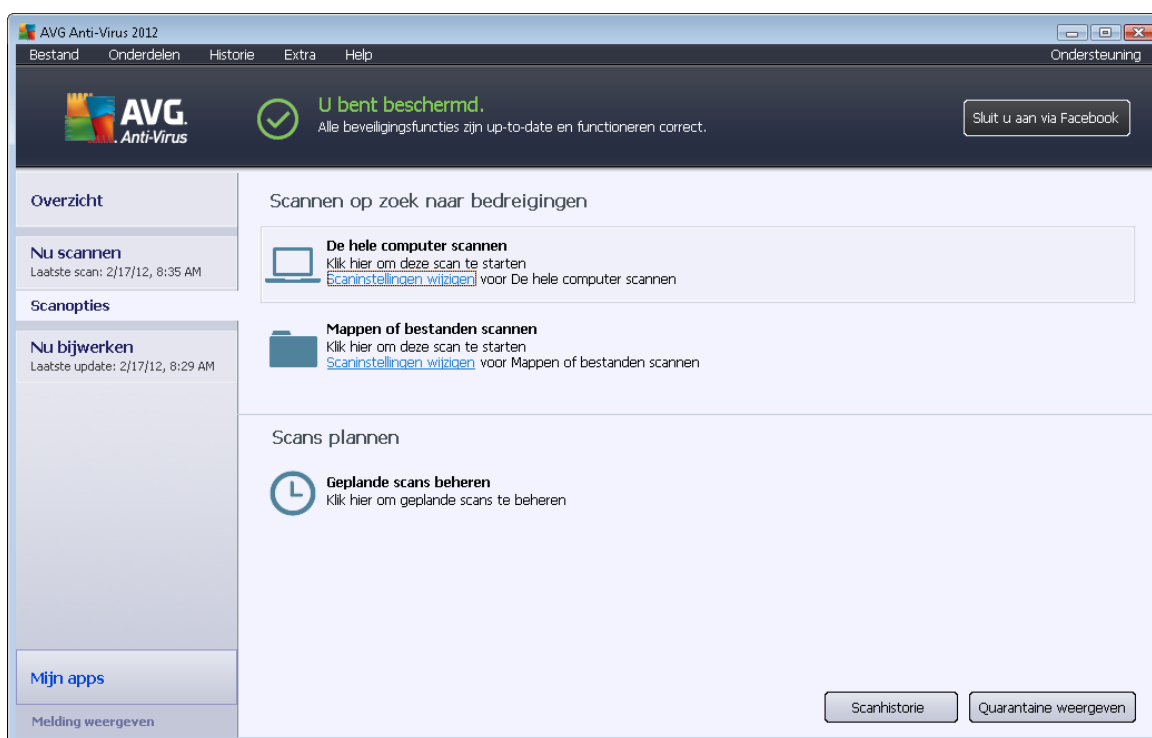 AVG Anti-Virus 2012
Bestand Onderdelen Historie Extra Help Ondersteuning
AVG.
Anti-Virus
U bent beschermd.
Alle beveiligingsfuncties zijn up-to-date en functioneren correct.
Sluit u aan via Facebook
Overzicht
Nu scannen
Laatste scan: 2/17/12, 8:35 AM
Scanopties
Nu bijwerken
Laatste update: 2/17/12, 8:29 AM
Mijn apps
Melding weergeven
Scannen op zoek naar bedreigingen
De hele computer scannen
Klik hier om deze scan te starten
Scaninstellingen wijzigen voor De hele computer scannen
Mappen of bestanden scannen
Klik hier om deze scan te starten
Scaninstellingen wijzigen voor Mappen of bestanden scannen
Scans plannen
Geplande scans beheren
Klik hier om geplande scans te beheren
Scanhistorie
Quarantaine weergeven